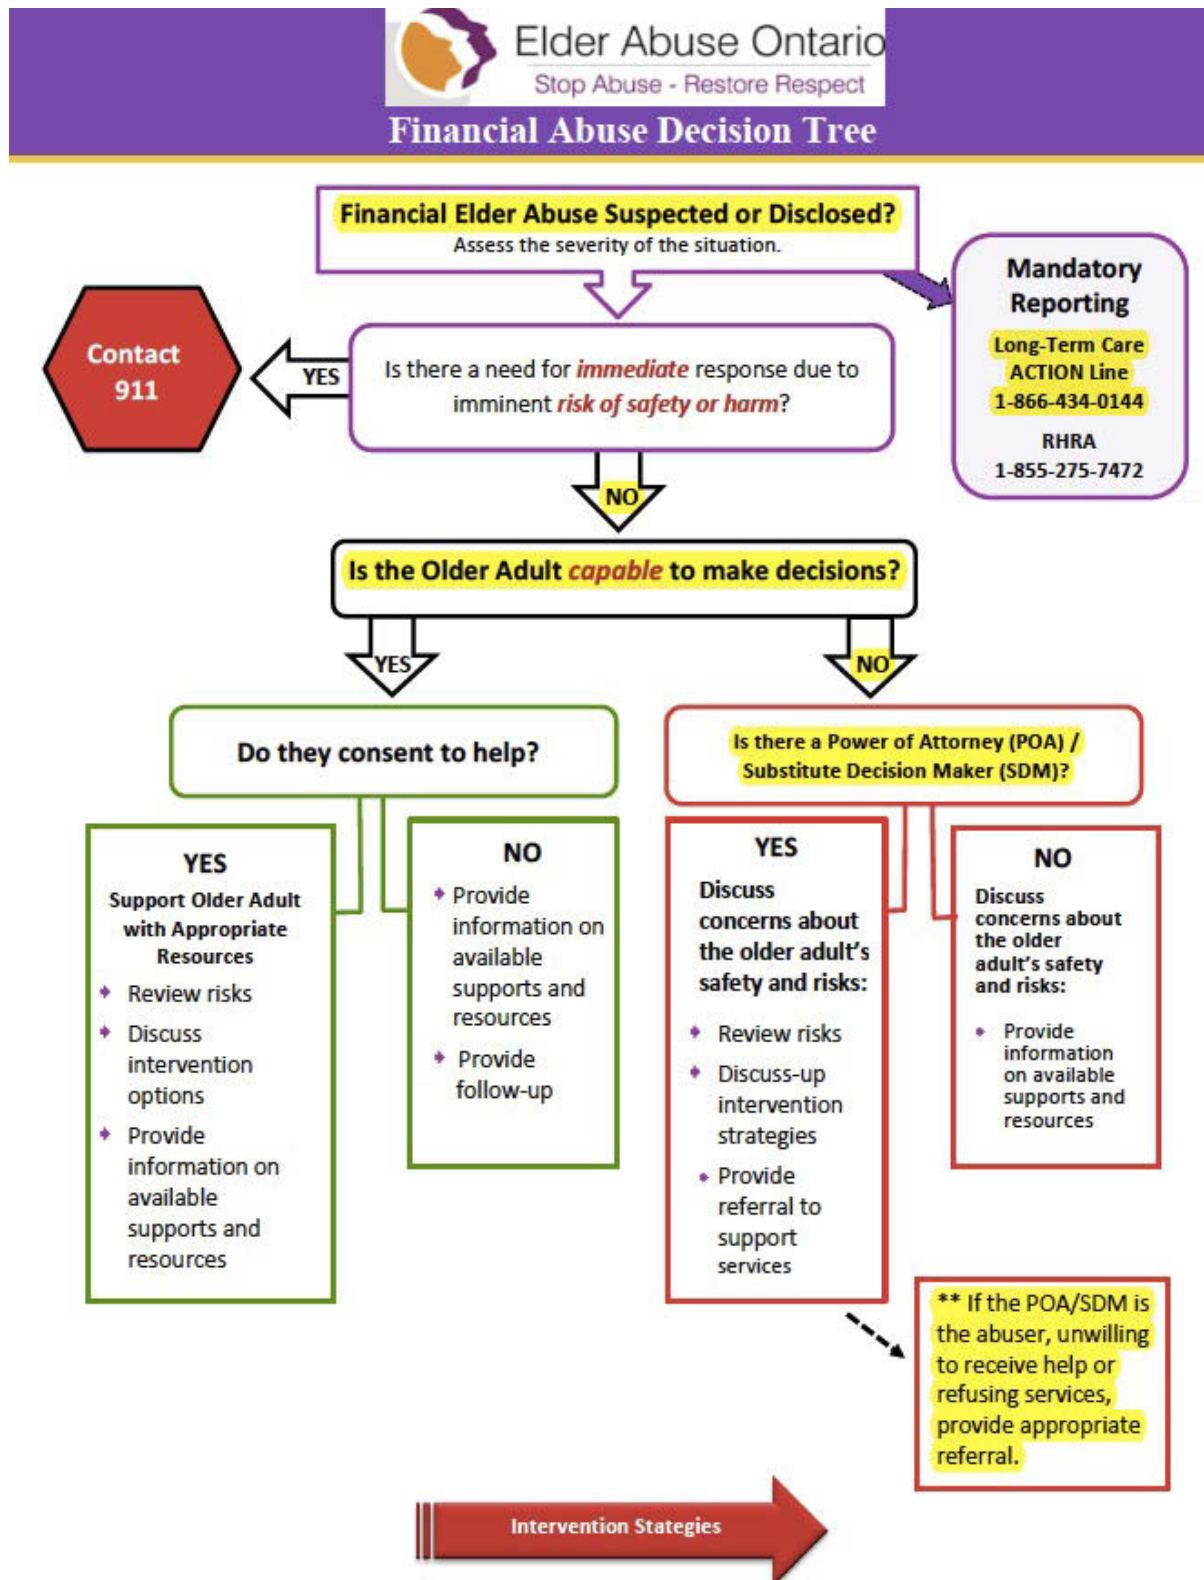 Elder Abuse Ontario
Stop Abuse - Restore Respect
Financial Abuse Decision Tree
Financial Elder Abuse Suspected or Disclosed?
Assess the severity of the situation.
Mandatory
Reporting
Long-Term Care
ACTION Line
1-866-434-0144
RHRA
1-855-275-7472
Contact
911
YES
Is there a need for immediate response due to
imminent risk of safety or harm?
NO
Is the Older Adult capable to make decisions?
YES
NO
Do they consent to help?
Is there a Power of Attorney (POA) /
Substitute Decision Maker (SDM)?
YES
Support Older Adult
with Appropriate
Resources
Review risks
Discuss
intervention
options
Provide
information on
available
supports and
resources
NO
Provide
information on
available
supports and
resources
Provide
follow-up
YES
Discuss
concerns about
the older adult's
safety and risks:
Review risks
Discuss-up
intervention
strategies
Provide
referral to
support
services
NO
Discuss
concerns about
the older
adult's safety
and risks:
Provide
information
on available
supports and
resources
** If the POA/SDM is
the abuser, unwilling
to receive help or
refusing services,
provide appropriate
referral.
Intervention Stategies